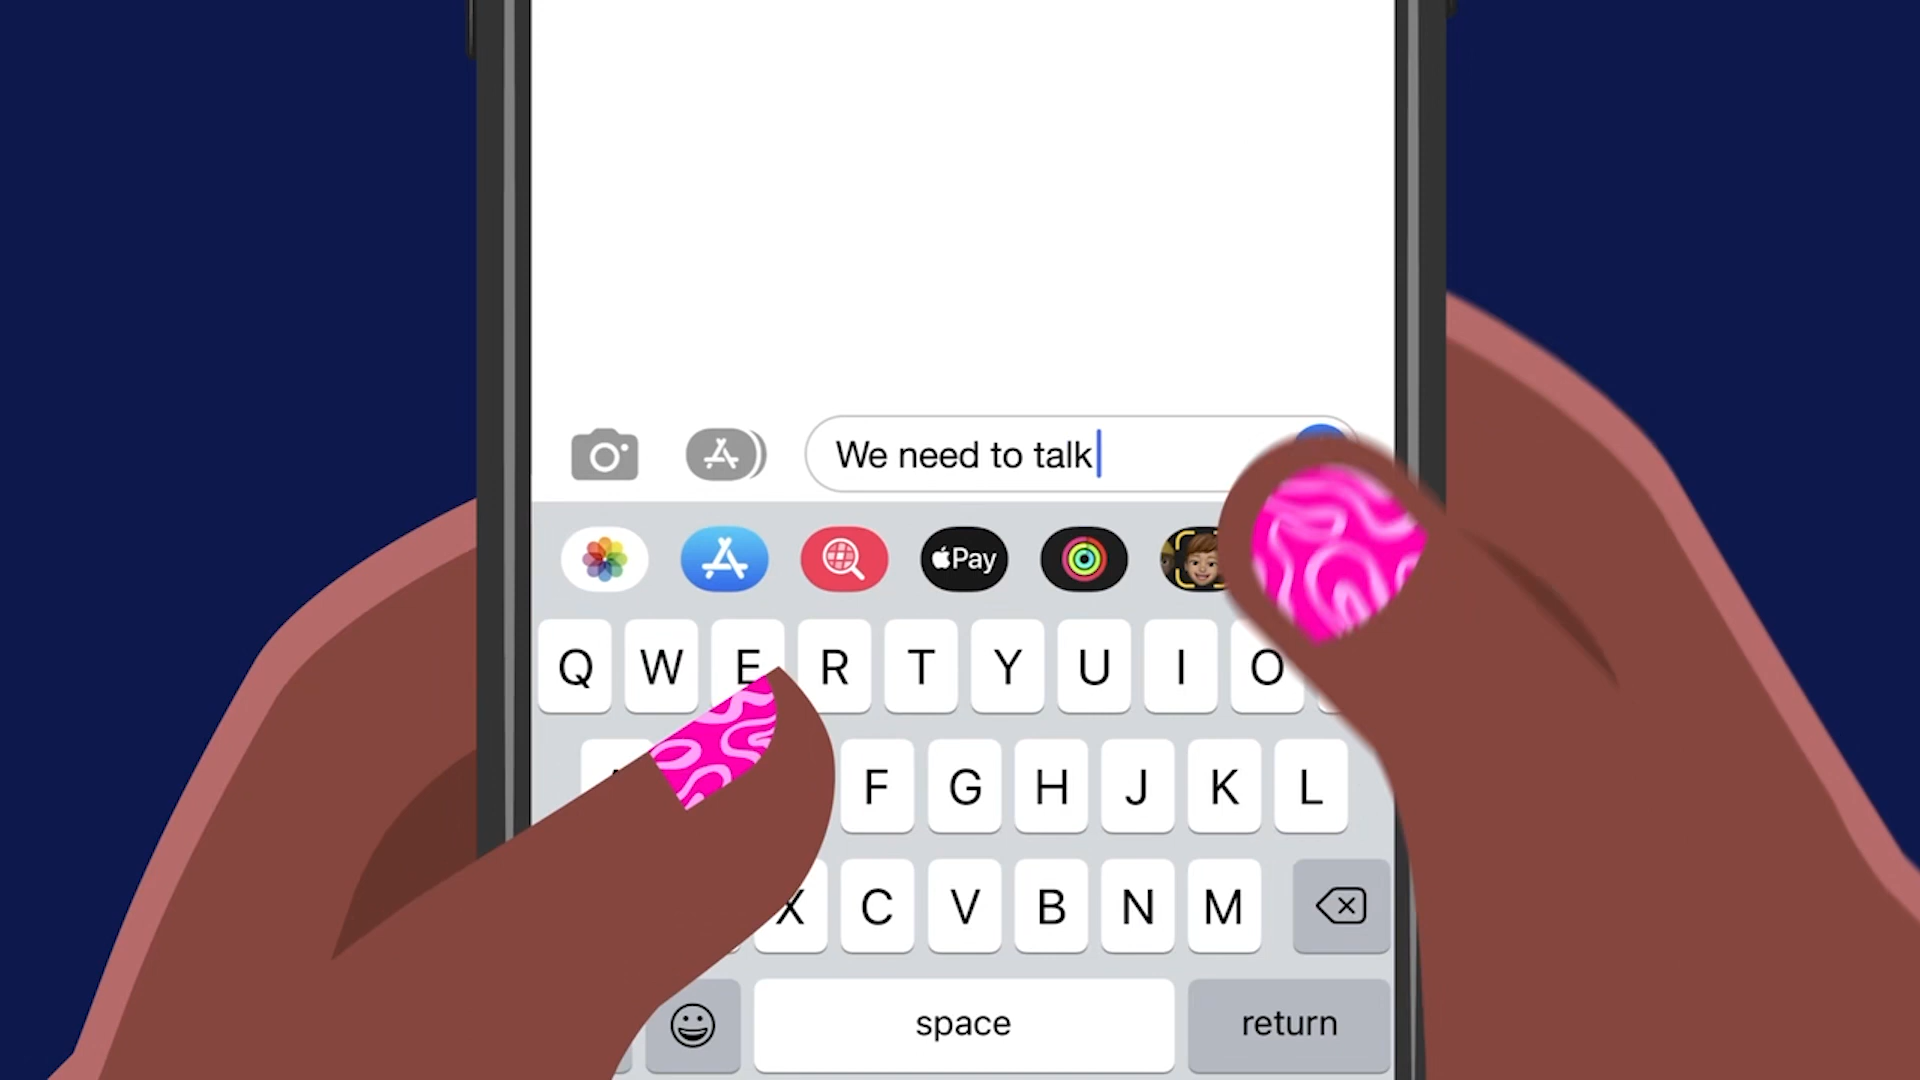 We need to talk
Pay
Q W E R T Y U I O
F G H J K L
X C V B N M
space
return